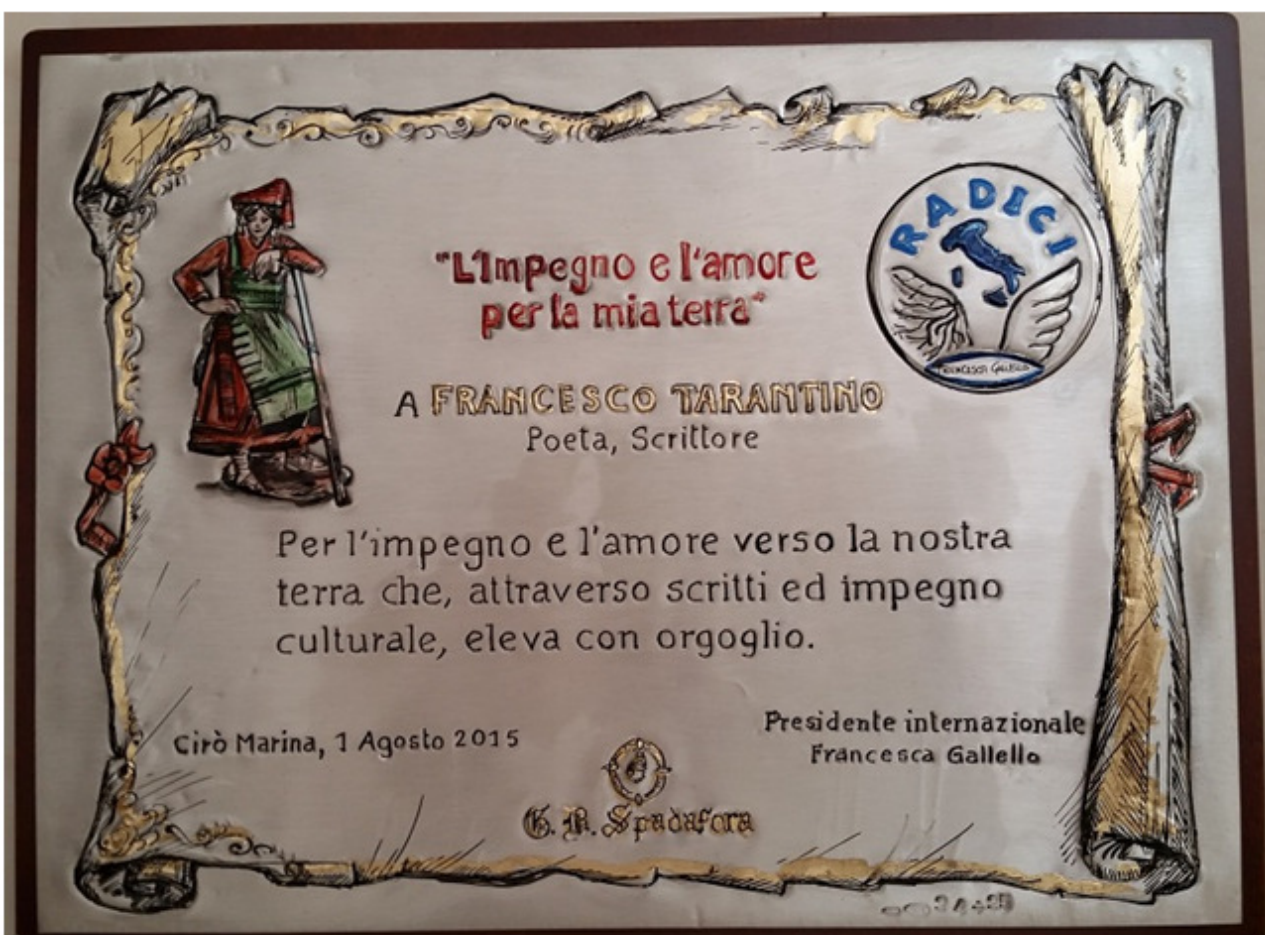 RADICI
"L'Impegno e l'amore
per la mia terra"
FRANCESCA GALLELLO
A FRANCESCO TARANTINO
Poeta, Scrittore
Per l'impegno e l'amore verso la nostra
terra che, attraverso scritti ed impegno
culturale, eleva con orgoglio.
Cirò Marina, 1 Agosto 2015
Presidente internazionale
Francesca Gallello
G. B. Spadafora